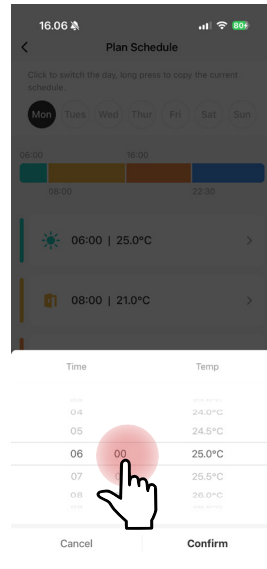 16.06 80+
Plan Schedule
Click to switch the day, long press to copy the current
schedule.
Mon Tues Wed Thur Fri Sat Sun
06:00 16:00
08:00 22:30
06:00 | 25.0°C
08:00 | 21.0°C
Time Temp
04 24.0°C
05 24.5°C
06 00 25.0°C
07 25.5°C
08 26.0°C
Cancel Confirm